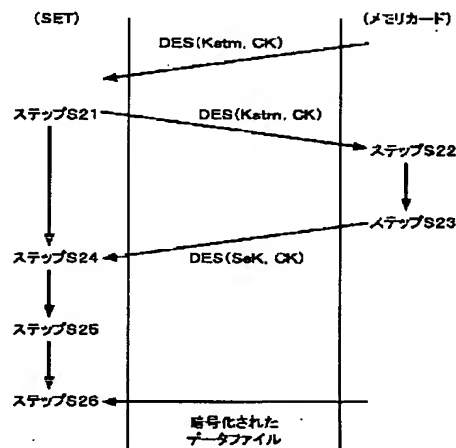 (SET)
(メモリカード)
DES(Kstm, CK)
ステップS21
DES(Kstm, CK)
ステップS22
ステップS23
ステップS24
DES(SeK, CK)
ステップS25
ステップS26
暗号化された
データファイル